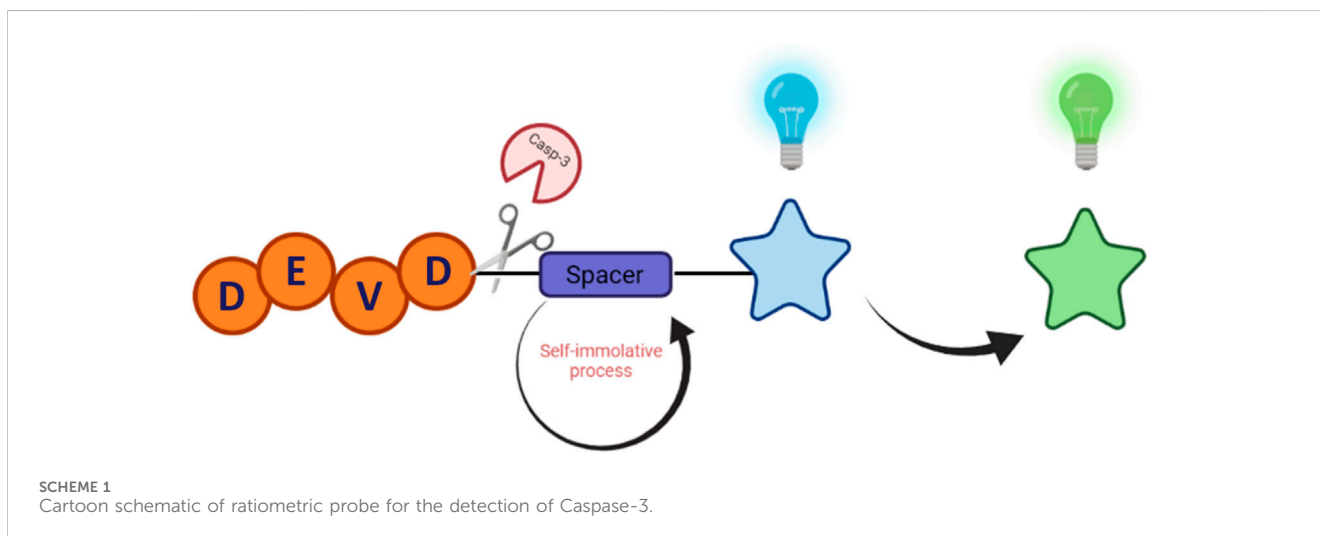 Casp-3
D E V D
Spacer
Self-immolative
process
SCHEME 1
Cartoon schematic of ratiometric probe for the detection of Caspase-3.